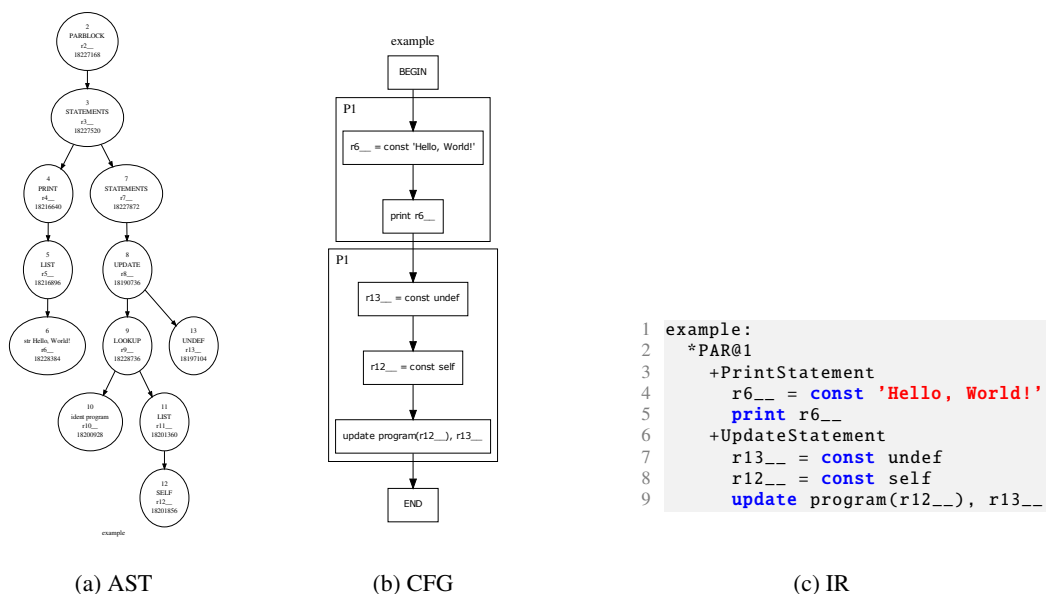 2
PARBLOCK
r2__
18227168
3
STATEMENTS
r3__
18227520
4
PRINT
r4__
18216640
7
STATEMENTS
r7__
18227872
5
LIST
r5__
18216896
8
UPDATE
r8__
18190736
6
str Hello, World!
r6__
18228384
9
LOOKUP
r9__
18228736
13
UNDEF
r13__
18197104
10
ident program
r10__
18200928
11
LIST
r11__
18201360
12
SELF
r12__
18201856
example
(a) AST
example
BEGIN
P1
r6__ = const 'Hello, World!'
print r6__
P1
r13__ = const undef
r12__ = const self
update program(r12__), r13__
END
(b) CFG
1 example:
2 *PAR@1
3 +PrintStatement
4 r6__ = const 'Hello, World!'
5 print r6__
6 +UpdateStatement
7 r13__ = const undef
8 r12__ = const self
9 update program(r12__), r13__
(c) IR